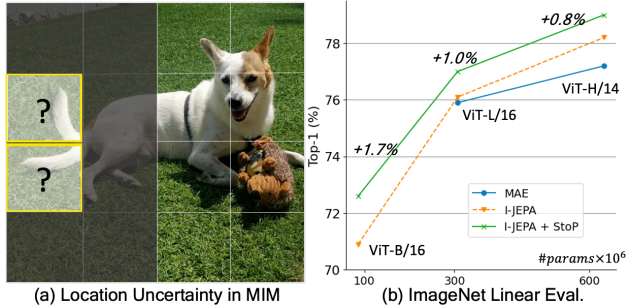 ?
?
(a) Location Uncertainty in MIM
Top-1 (%)
78
76
74
72
70
+0.8%
+1.0%
+1.7%
ViT-H/14
ViT-L/16
ViT-B/16
MAE
I-JEPA
I-JEPA + StoP
#params×10⁶
100
300
600
(b) ImageNet Linear Eval.